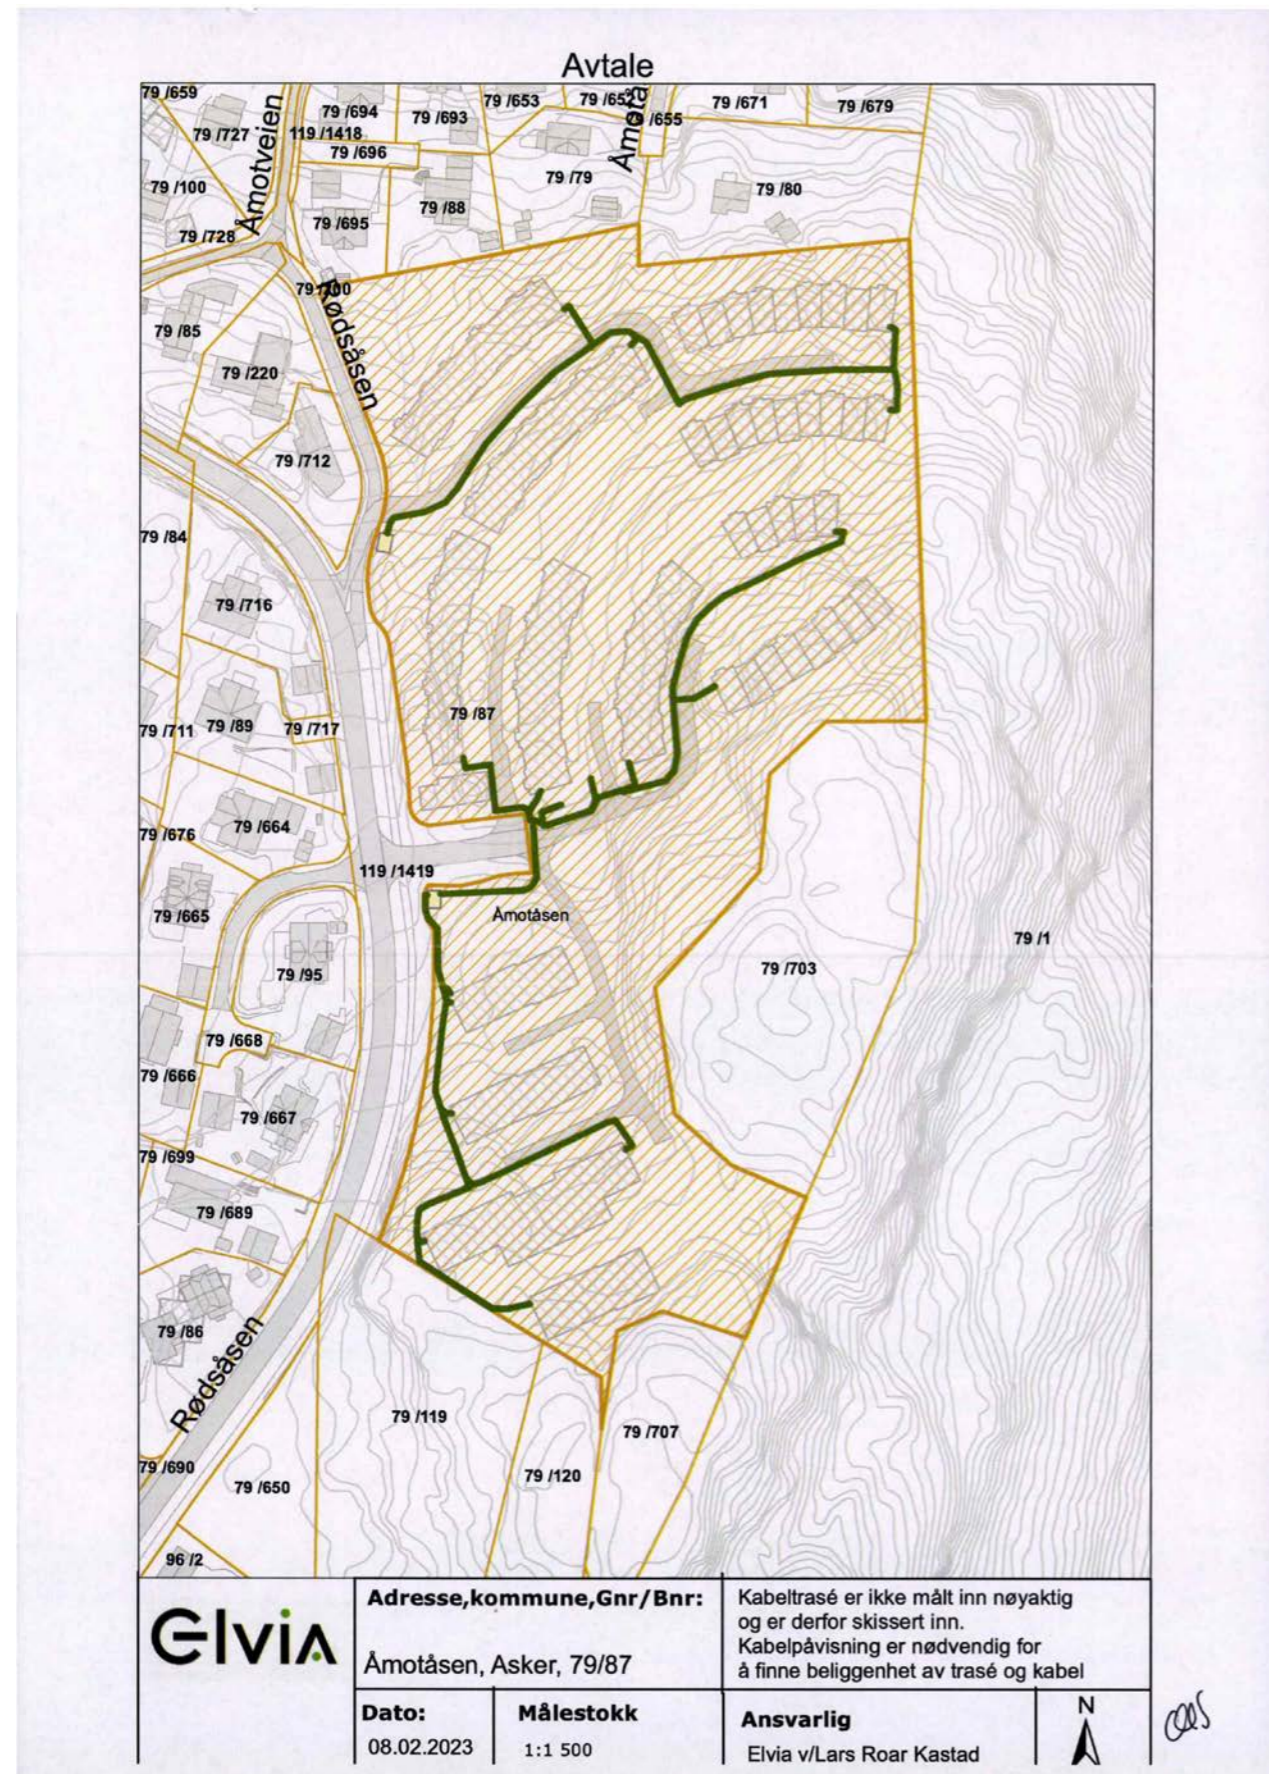 Avtale
79 /659
79 /727
Åmotveien
119 /1418
79 /694
79 /693
79 /653
79 /652
/655
79 /671
79 /679
79 /696
79 /100
79 /79
79 /80
79 /88
79 /695
79 /728
Rødsåsen
79 /85
79 /220
79 /712
79 /84
79 /716
79 /711
79 /89
79 /717
79 /87
79 /676
79 /664
119 /1419
79 /665
Åmotåsen
79 /95
79 /703
79 /1
79 /668
79 /666
79 /667
79 /699
79 /689
79 /86
Rødsåsen
79 /119
79 /707
79 /690
79 /650
79 /120
96 /2
Elvia
Adresse,kommune,Gnr/Bnr:
Åmotåsen, Asker, 79/87
Kabeltrasé er ikke målt inn nøyaktig
og er derfor skissert inn.
Kabelpåvisning er nødvendig for
å finne beliggenhet av trasé og kabel
Dato:
08.02.2023
Målestokk
1:1 500
Ansvarlig
Elvia v/Lars Roar Kastad
N